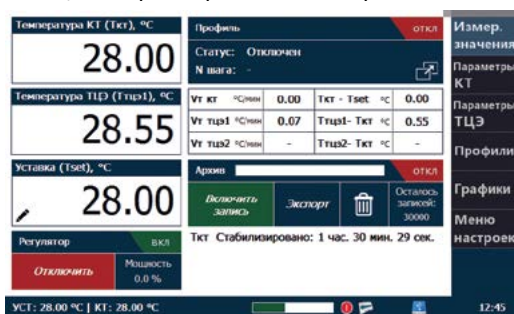 Температура КТ (Ткт), °C
28.00
Температура ТЦЭ (Ттцэ1), °C
28.55
Уставка (Tset), °C
28.00
Регулятор ВКЛ
Отключить
Мощность
0.0 %
Профиль ОТКЛ
Статус: Отключен
N шага: -
Vт кт °C/мин 0.00 Ткт - Tset °C 0.00
Vт тцэ1 °C/мин 0.07 Ттцэ1- Ткт °C 0.55
Vт тцэ2 °C/мин - Ттцэ2- Ткт °C -
Архив ОТКЛ
Включить
запись
Экспорт
Осталось
записей:
30000
Ткт Стабилизировано: 1 час. 30 мин. 29 сек.
Измер.
значения
Параметры
КТ
Параметры
ТЦЭ
Профили
Графики
Меню
настроек
УСТ: 28.00 °C | КТ: 28.00 °C
12:45